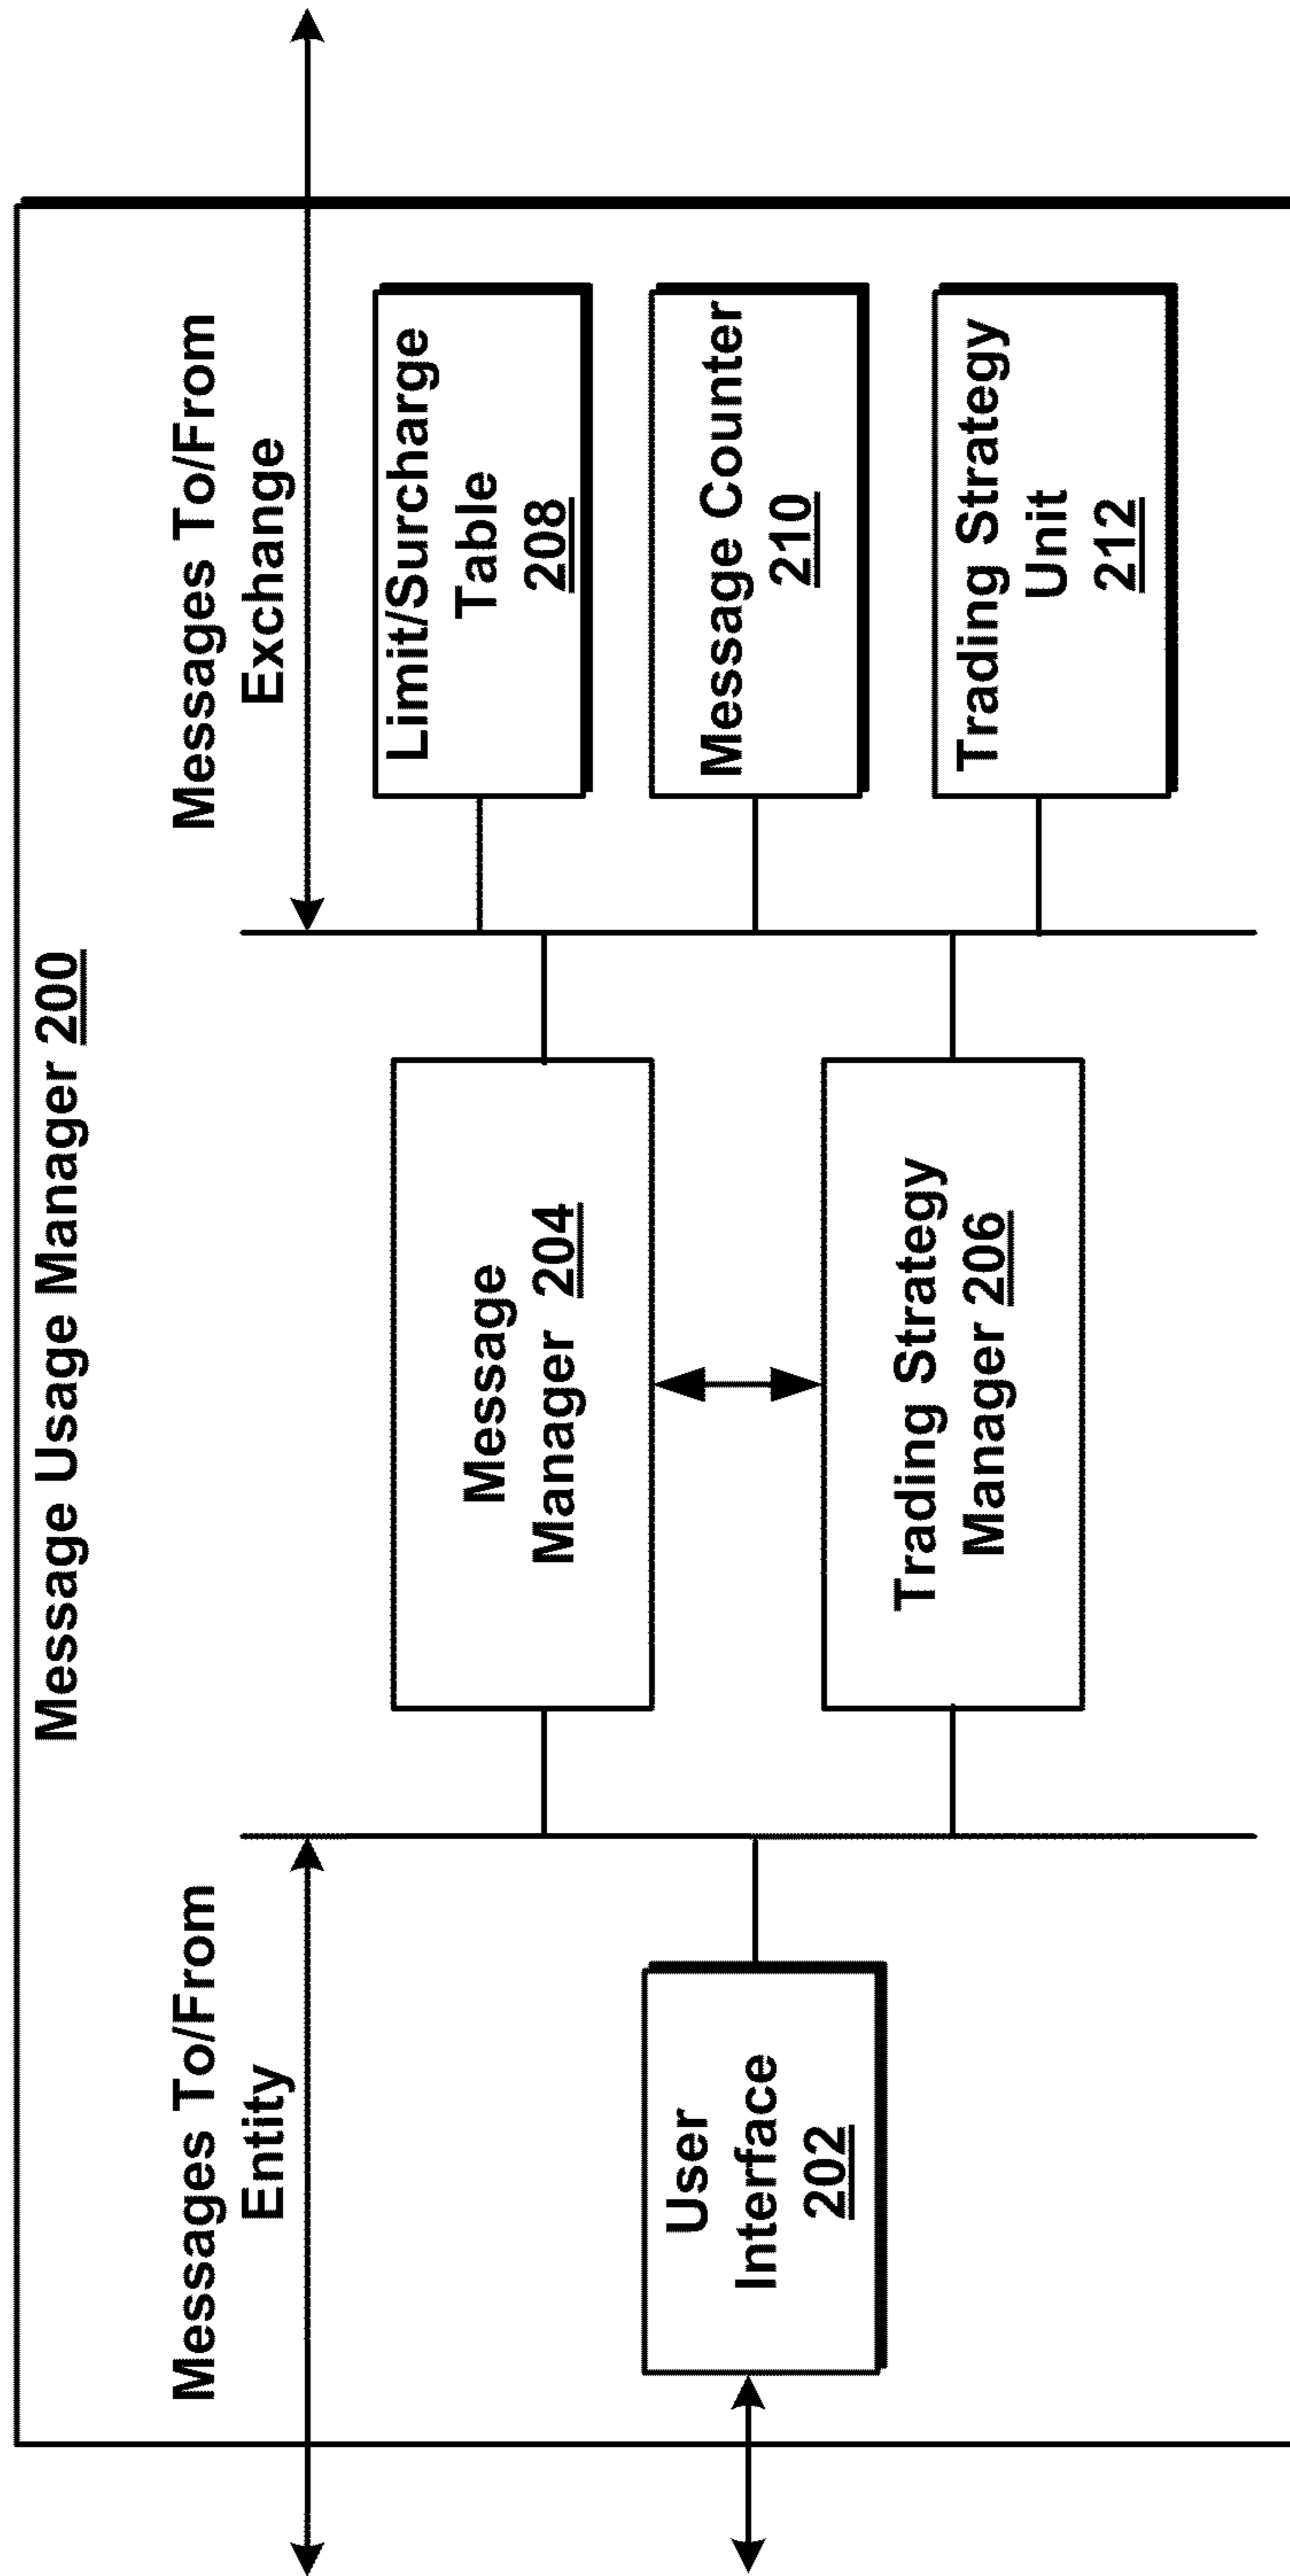 Message Usage Manager 200
Messages To/From
Entity
Messages To/From
Exchange
User
Interface
202
Message
Manager 204
Trading Strategy
Manager 206
Limit/Surcharge
Table
208
Message Counter
210
Trading Strategy
Unit
212